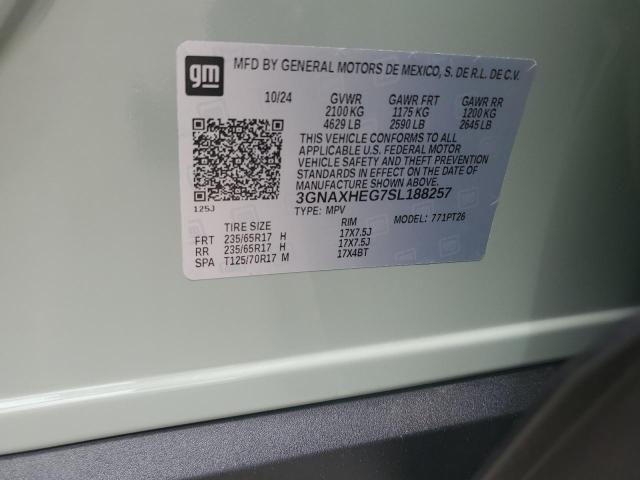 gm
MFD BY GENERAL MOTORS DE MEXICO, S. DE R.L. DE C.V.
10/24 GVWR GAWR FRT GAWR RR
2100 KG 1175 KG 1200 KG
4629 LB 2590 LB 2645 LB
THIS VEHICLE CONFORMS TO ALL
APPLICABLE U.S. FEDERAL MOTOR
VEHICLE SAFETY AND THEFT PREVENTION
STANDARDS IN EFFECT ON THE DATE OF
MANUFACTURE SHOWN ABOVE.
3GNAXHEG7SL188257
125J TYPE: MPV MODEL: 771PT26
TIRE SIZE RIM
FRT 235/65R17 H 17X7.5J
RR 235/65R17 H 17X7.5J
SPA T125/70R17 M 17X4BT